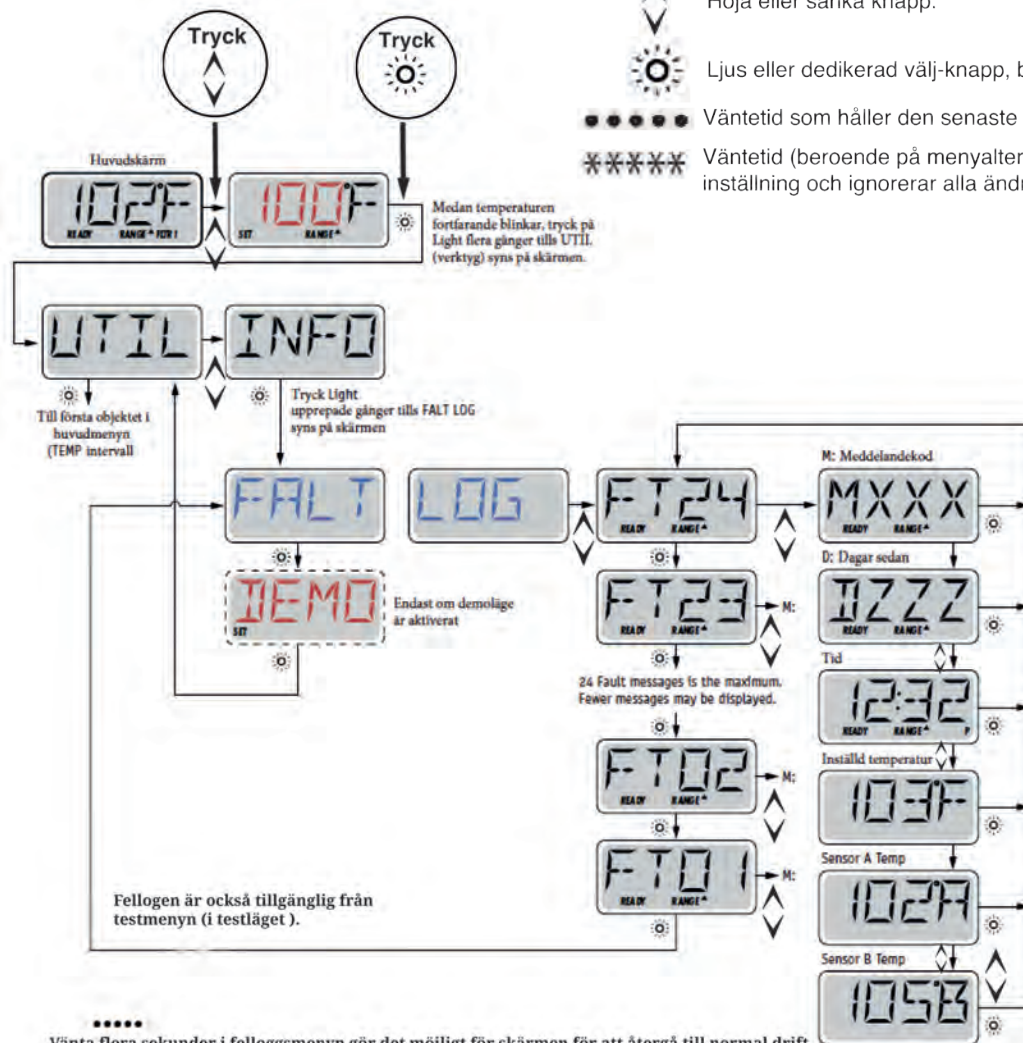 Höja eller sänka knapp.
Tryck
Tryck
Ljus eller dedikerad välj-knapp, b
Väntetid som håller den senaste
Väntetid (beroende på menyalter
inställning och ignorerar alla ändr
Huvudskärm
102°F
READY RANGE FLTR 1
100°F
SET RANGE
Medan temperaturen
fortfarande blinkar, tryck på
Light flera gånger tills UTIL
(verktyg) syns på skärmen.
UTIL
INFO
Till första objektet i
huvudmenyn
(TEMP intervall
Tryck Light
upprepade gånger tills FALT LOG
syns på skärmen
FALT
LOG
FT24
READY RANGE
M: Meddelandekod
MXXX
READY RANGE
DEMO
SET
Endast om demoläge
är aktiverat
FT23
READY RANGE
M:
D: Dagar sedan
DZZZ
READY RANGE
24 Fault messages is the maximum.
Fewer messages may be displayed.
Tid
12:32
READY RANGE P
FT02
READY RANGE
M:
Inställd temperatur
103°F
FT01
READY RANGE
M:
Sensor A Temp
102°A
Fellogen är också tillgänglig från
testmenyn (i testläget ).
Sensor B Temp
105°B
Vänta flera sekunder i felloggsmenyn gör det möjligt för skärmen för att återgå till normal drift